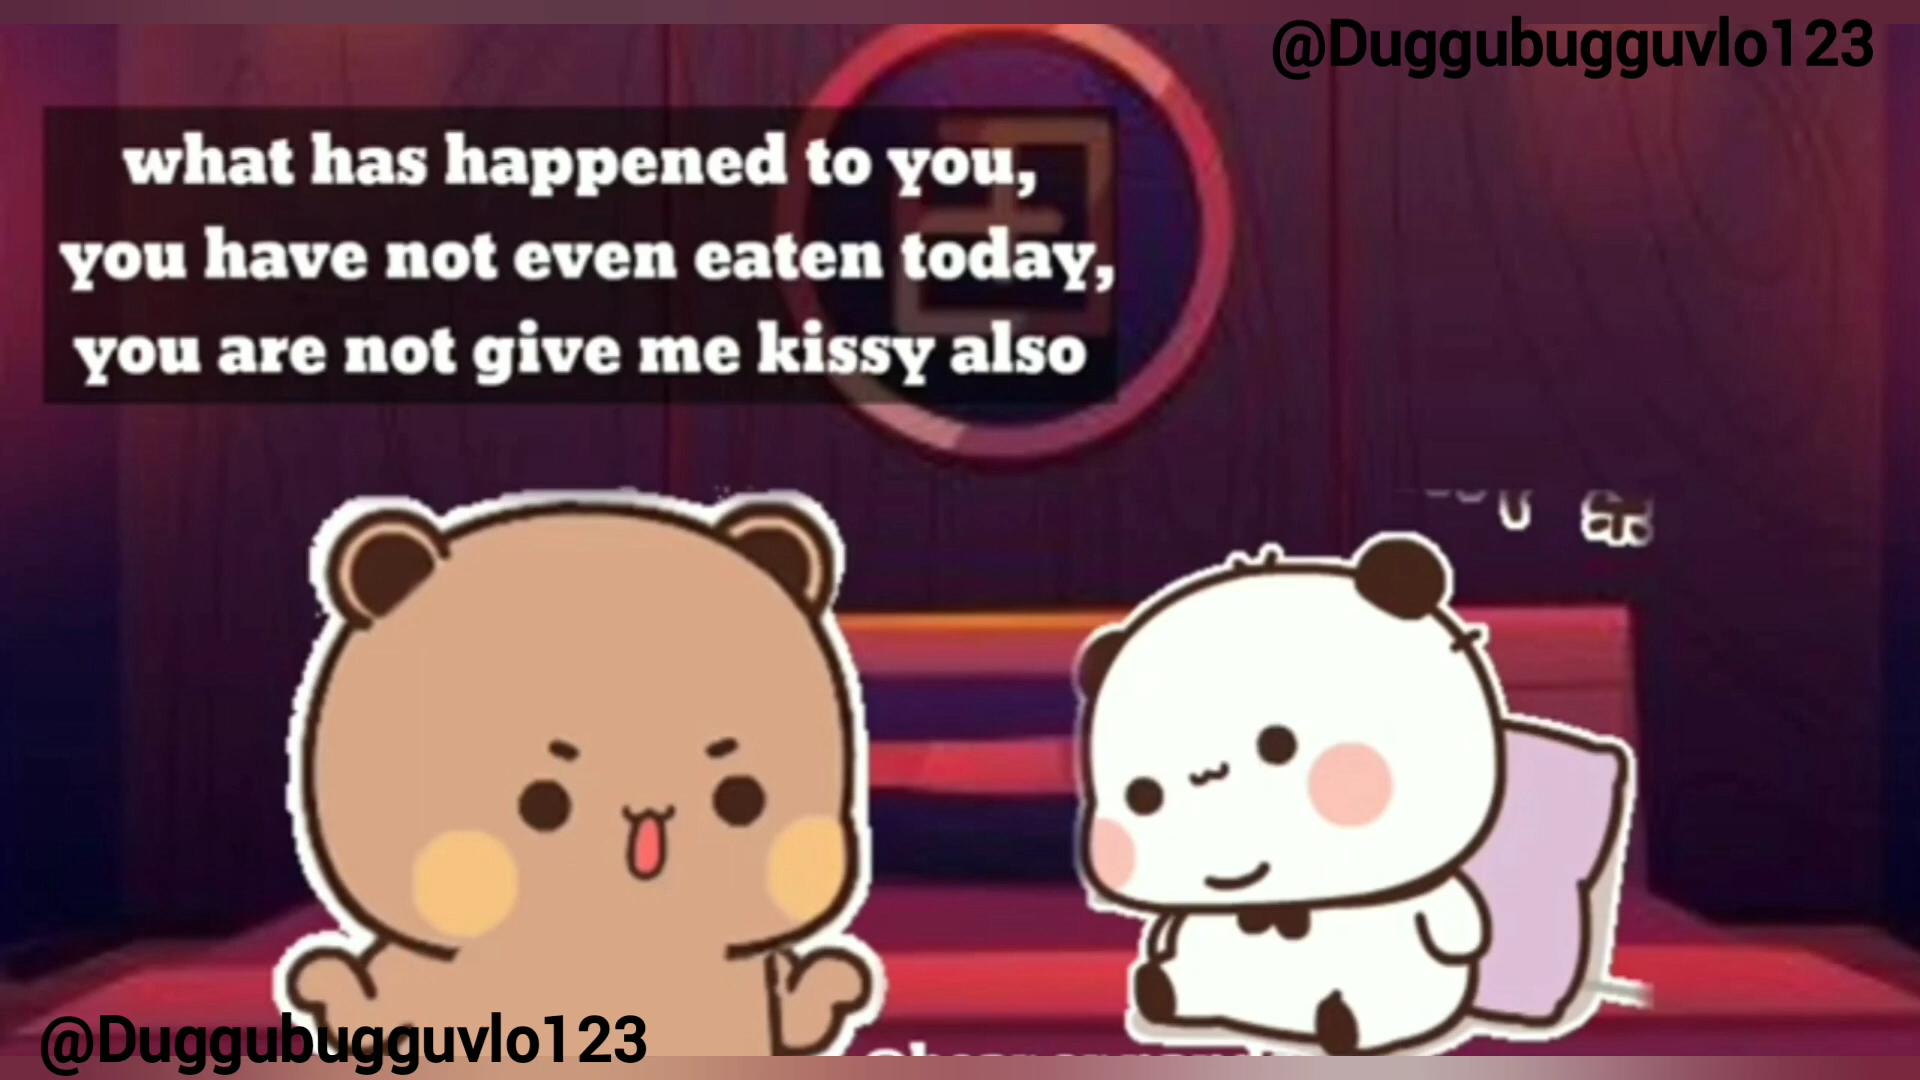 @Duggubugguvlo123
what has happened to you,
you have not even eaten today,
you are not give me kissy also
@Duggubugguvlo123